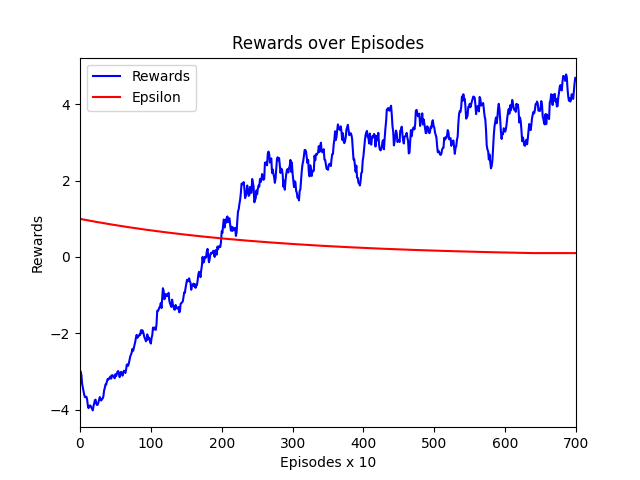 Rewards over Episodes
Rewards
Epsilon
4
2
0
−2
−4
Rewards
0 100 200 300 400 500 600 700
Episodes x 10